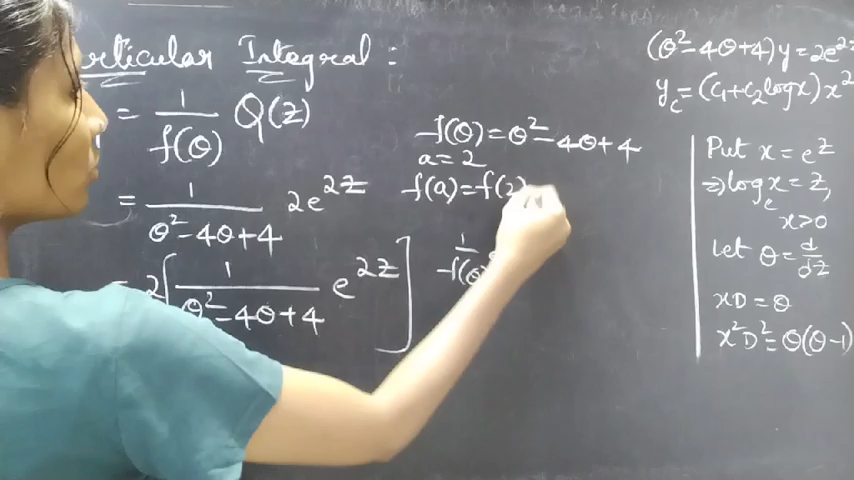 rticular Integral :
= 1/f(θ) Q(z)
= 1/(θ²-4θ+4) 2e^{2z}
= 2[1/(θ²-4θ+4) e^{2z}]
f(θ)=θ²-4θ+4
a=2
f(a)=f(2)
1/f(θ)
(θ²-4θ+4)y=2e^{2z}
y_c=(c₁+c₂logx)x²
Put x=e^z
⇒log_e x=z,
x>0
let θ=d/dz
xD=θ
x²D²=θ(θ-1)